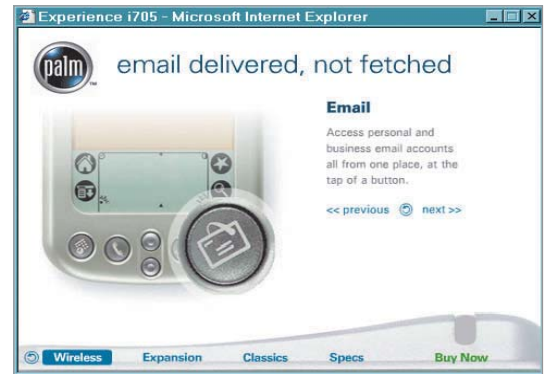 Experience i705 - Microsoft Internet Explorer
palm
email delivered, not fetched
Email
Access personal and
business email accounts
all from one place, at the
tap of a button.
<< previous next >>
Wireless Expansion Classics Specs Buy Now